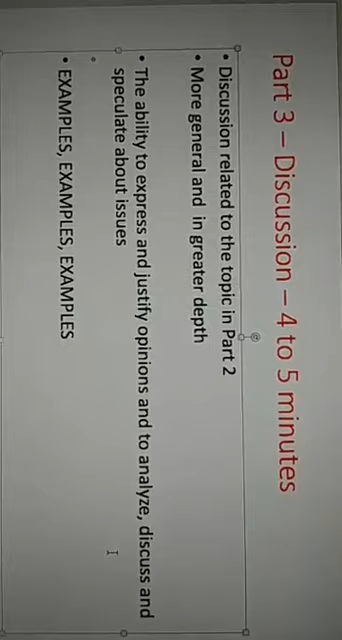 Part 3 – Discussion – 4 to 5 minutes
• Discussion related to the topic in Part 2
• More general and in greater depth
• The ability to express and justify opinions and to analyze, discuss and
speculate about issues
•
• EXAMPLES, EXAMPLES, EXAMPLES